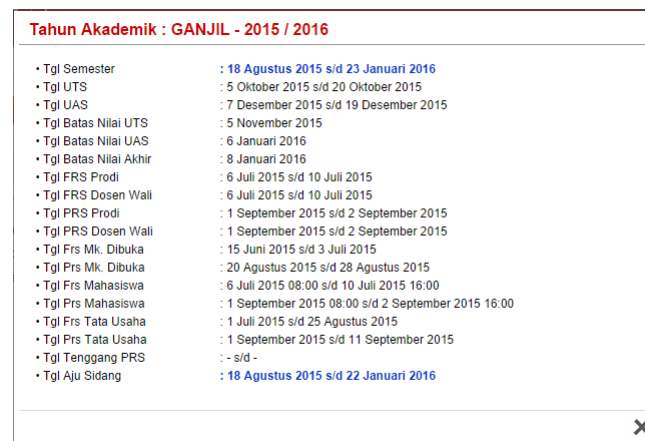 Tahun Akademik : GANJIL - 2015 / 2016
• Tgl Semester : 18 Agustus 2015 s/d 23 Januari 2016
• Tgl UTS : 5 Oktober 2015 s/d 20 Oktober 2015
• Tgl UAS : 7 Desember 2015 s/d 19 Desember 2015
• Tgl Batas Nilai UTS : 5 November 2015
• Tgl Batas Nilai UAS : 6 Januari 2016
• Tgl Batas Nilai Akhir : 8 Januari 2016
• Tgl FRS Prodi : 6 Juli 2015 s/d 10 Juli 2015
• Tgl FRS Dosen Wali : 6 Juli 2015 s/d 10 Juli 2015
• Tgl PRS Prodi : 1 September 2015 s/d 2 September 2015
• Tgl PRS Dosen Wali : 1 September 2015 s/d 2 September 2015
• Tgl Frs Mk. Dibuka : 15 Juni 2015 s/d 3 Juli 2015
• Tgl Prs Mk. Dibuka : 20 Agustus 2015 s/d 28 Agustus 2015
• Tgl Frs Mahasiswa : 6 Juli 2015 08:00 s/d 10 Juli 2015 16:00
• Tgl Prs Mahasiswa : 1 September 2015 08:00 s/d 2 September 2015 16:00
• Tgl Frs Tata Usaha : 1 Juli 2015 s/d 25 Agustus 2015
• Tgl Prs Tata Usaha : 1 September 2015 s/d 11 September 2015
• Tgl Tenggang PRS : - s/d -
• Tgl Aju Sidang : 18 Agustus 2015 s/d 22 Januari 2016